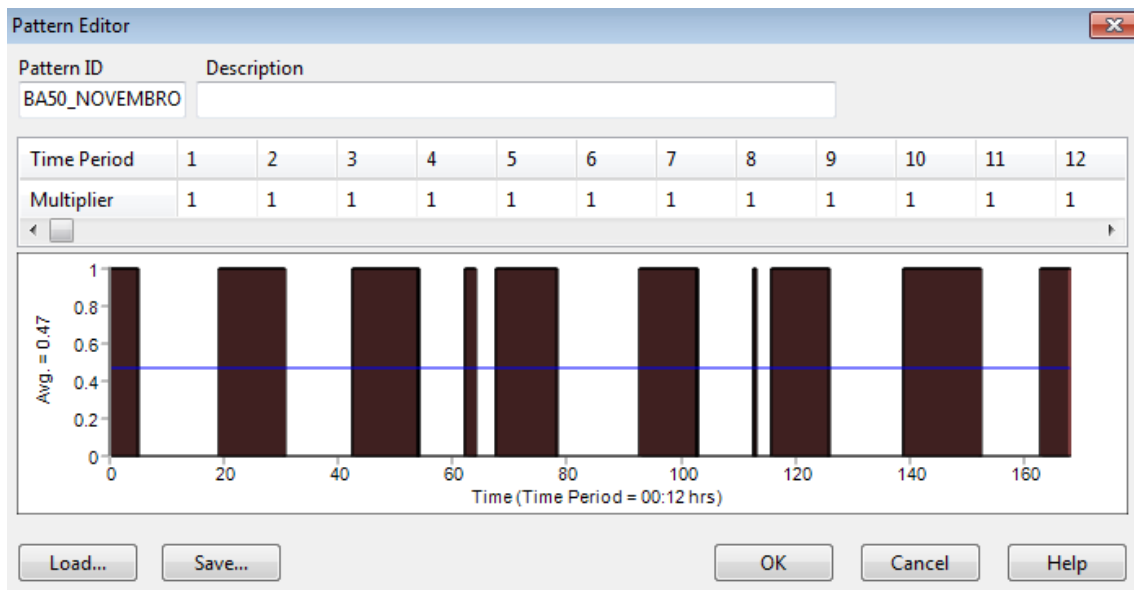 Pattern Editor
Pattern ID Description
BA50_NOVEMBRO
Time Period 1 2 3 4 5 6 7 8 9 10 11 12
Multiplier 1 1 1 1 1 1 1 1 1 1 1 1
1
0.8
0.6
0.4
0.2
0
Avg. = 0.47
0 20 40 60 80 100 120 140 160
Time (Time Period = 00:12 hrs)
Load... Save... OK Cancel Help